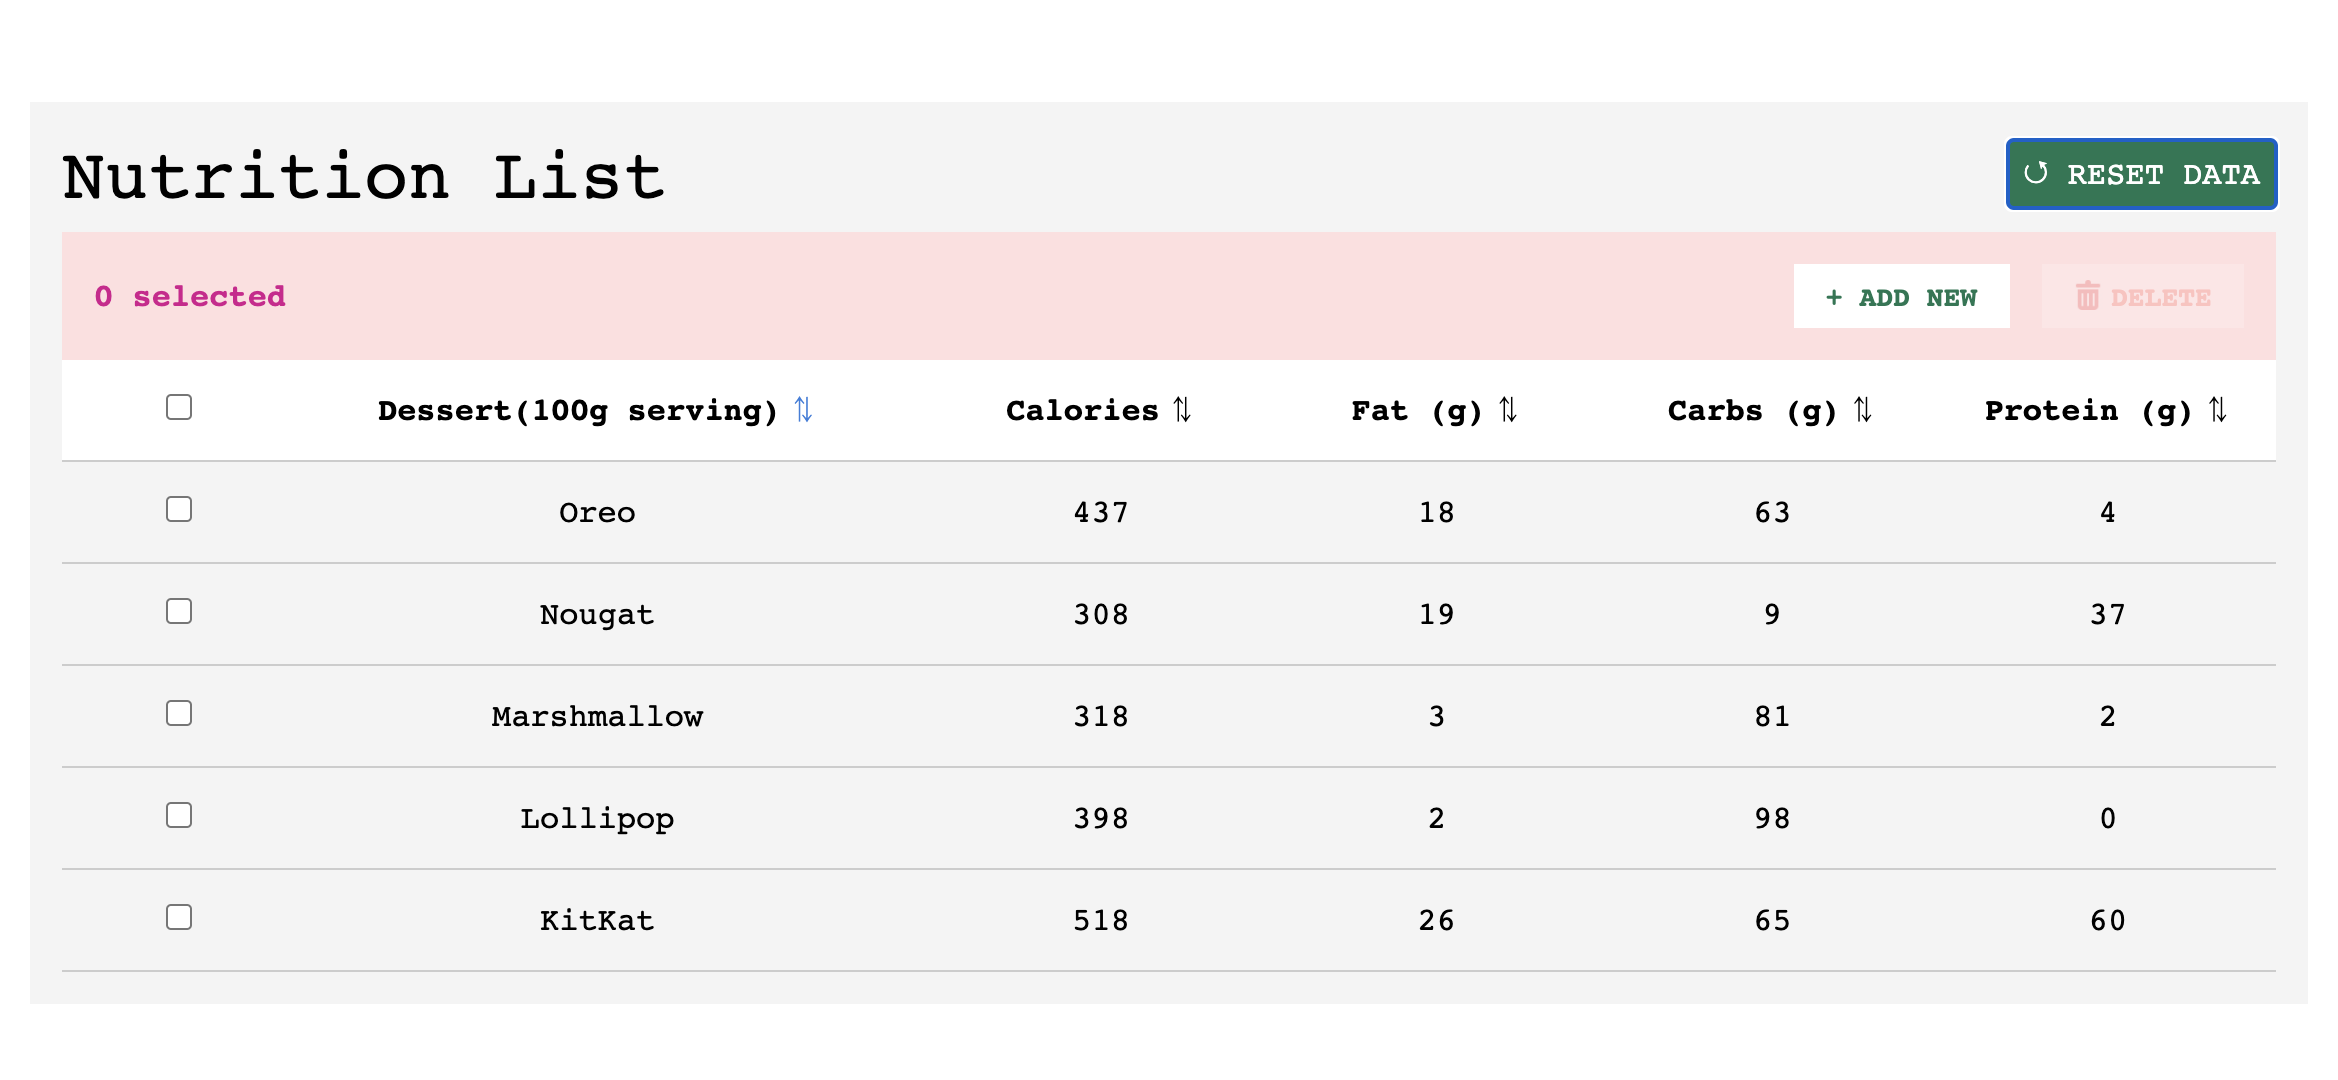 Nutrition List
RESET DATA
0 selected
+ ADD NEW
DELETE
Dessert(100g serving) Calories Fat (g) Carbs (g) Protein (g)
Oreo 437 18 63 4
Nougat 308 19 9 37
Marshmallow 318 3 81 2
Lollipop 398 2 98 0
KitKat 518 26 65 60